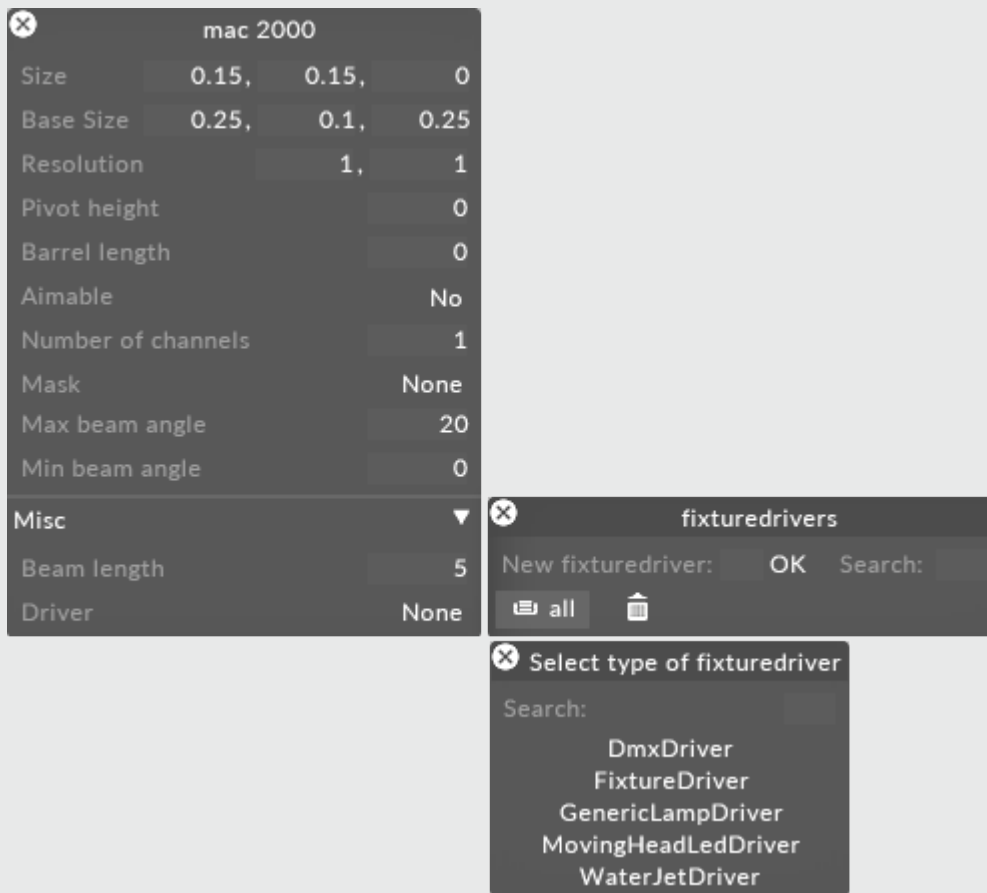 mac 2000
Size 0.15, 0.15, 0
Base Size 0.25, 0.1, 0.25
Resolution 1, 1
Pivot height 0
Barrel length 0
Aimable No
Number of channels 1
Mask None
Max beam angle 20
Min beam angle 0
Misc
Beam length 5
Driver None
fixturedrivers
New fixturedriver: OK Search:
all
Select type of fixturedriver
Search:
DmxDriver
FixtureDriver
GenericLampDriver
MovingHeadLedDriver
WaterJetDriver